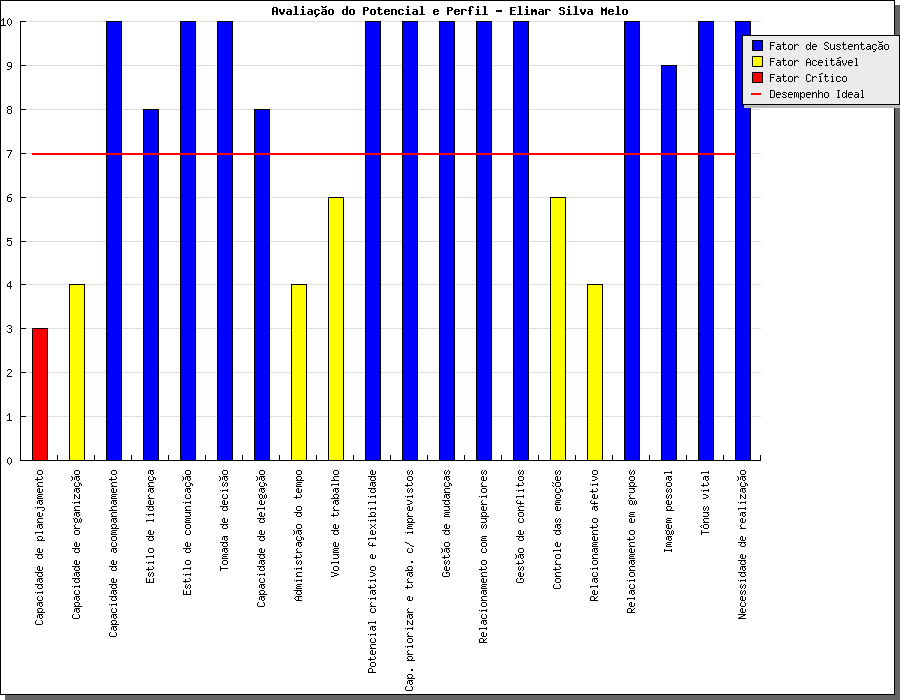 Avaliação do Potencial e Perfil - Elimar Silva Melo
10
9
8
7
6
5
4
3
2
1
0
Fator de Sustentação
Fator Aceitável
Fator Crítico
Desempenho Ideal
Capacidade de planejamento
Capacidade de organização
Capacidade de acompanhamento
Estilo de liderança
Estilo de comunicação
Tomada de decisão
Capacidade de delegação
Administração do tempo
Volume de trabalho
Potencial criativo e flexibilidade
Cap. priorizar e trab. c/ imprevistos
Gestão de mudanças
Relacionamento com superiores
Gestão de conflitos
Controle das emoções
Relacionamento afetivo
Relacionamento em grupos
Imagem pessoal
Tônus vital
Necessidade de realização